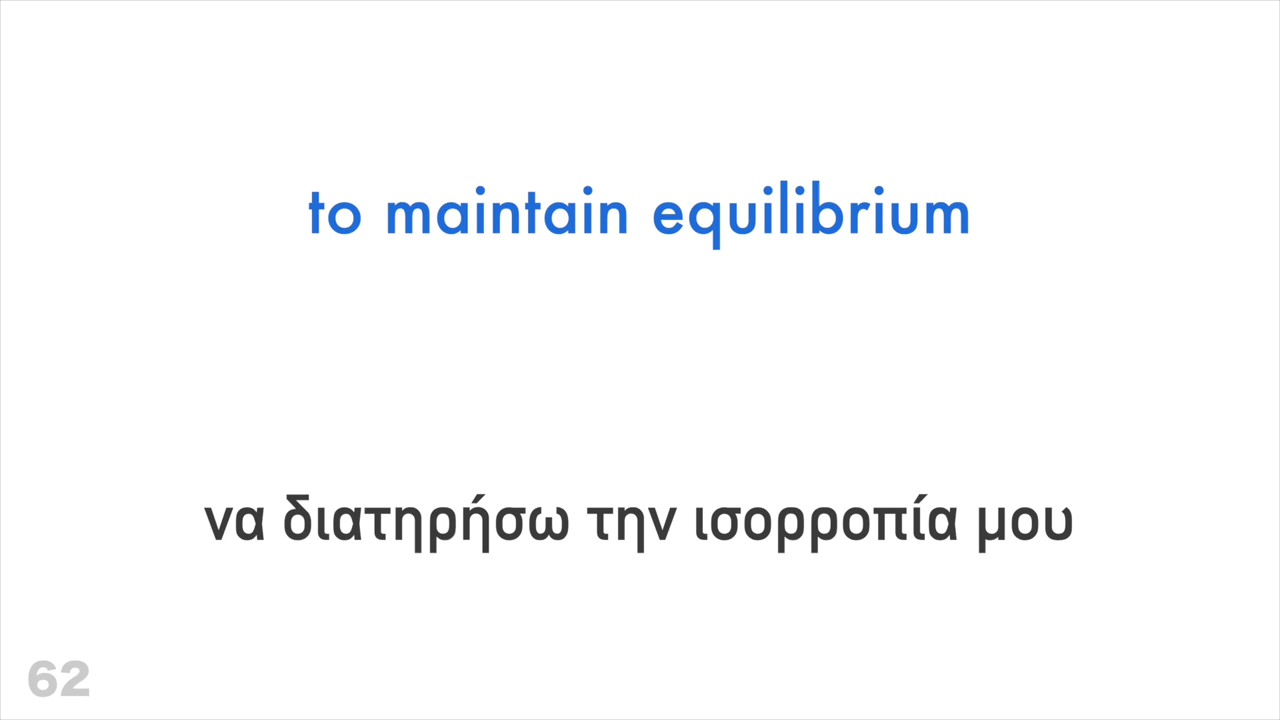 to maintain equilibrium
να διατηρήσω την ισορροπία μου
62